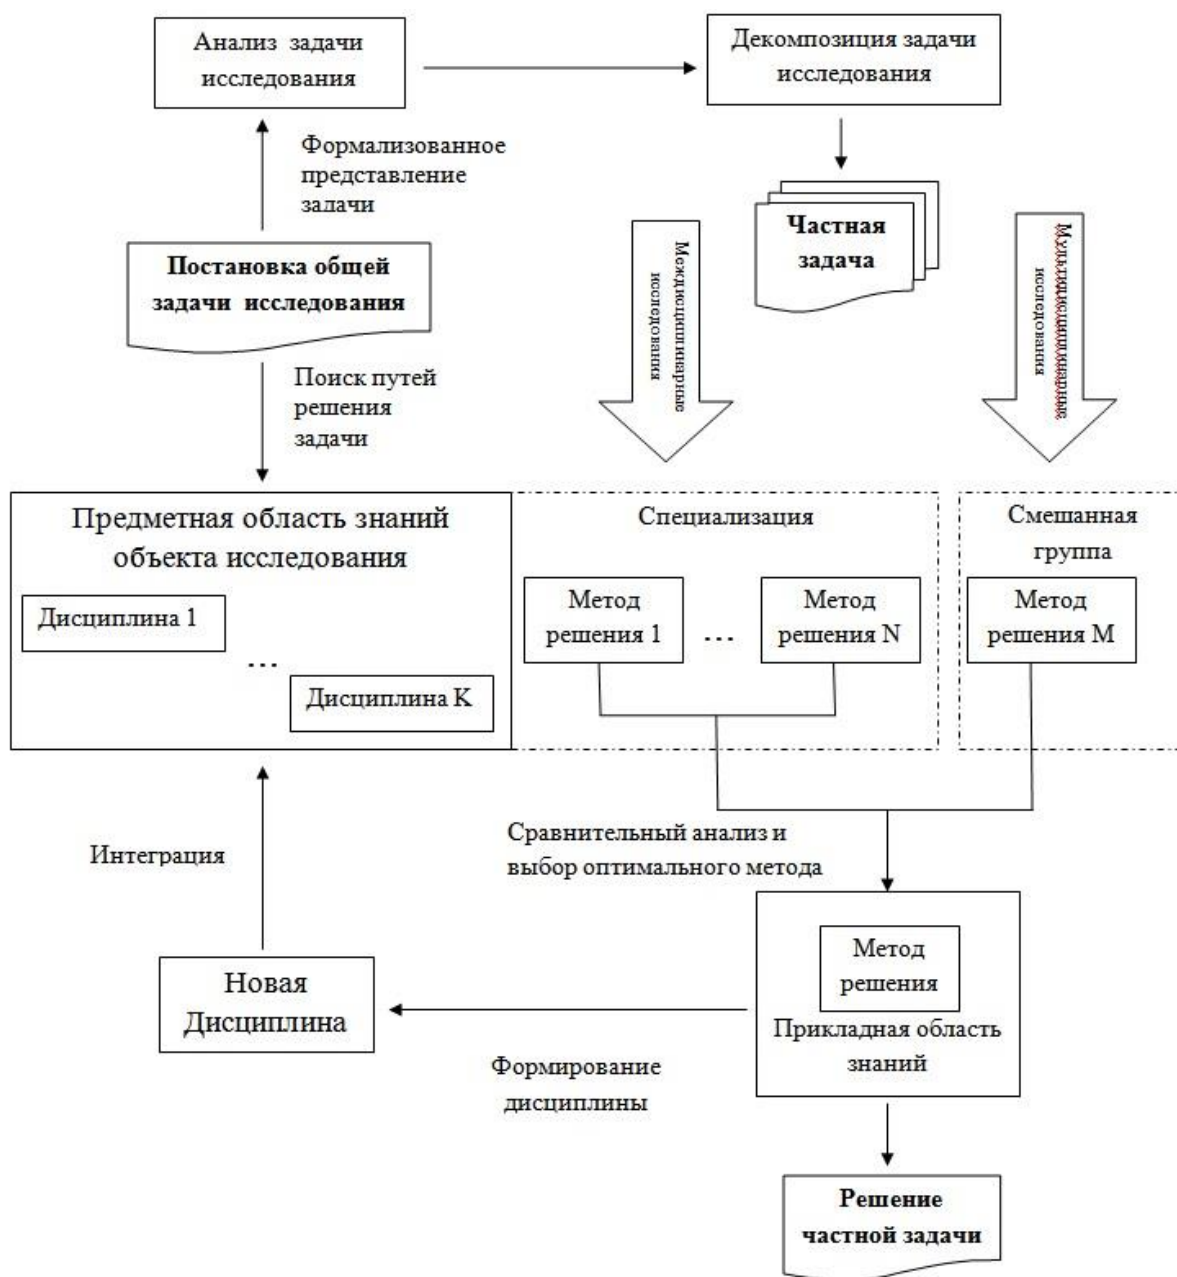 Анализ задачи
исследования
Декомпозиция задачи
исследования
Формализованное
представление
задачи
Частная
задача
Междисциплинарные
исследования
Мультидисциплинарные
исследования
Постановка общей
задачи исследования
Поиск путей
решения
задачи
Предметная область знаний
объекта исследования
Дисциплина 1
...
Дисциплина K
Специализация
Метод
решения 1
...
Метод
решения N
Смешанная
группа
Метод
решения M
Сравнительный анализ и
выбор оптимального метода
Интеграция
Метод
решения
Прикладная область
знаний
Новая
Дисциплина
Формирование
дисциплины
Решение
частной задачи